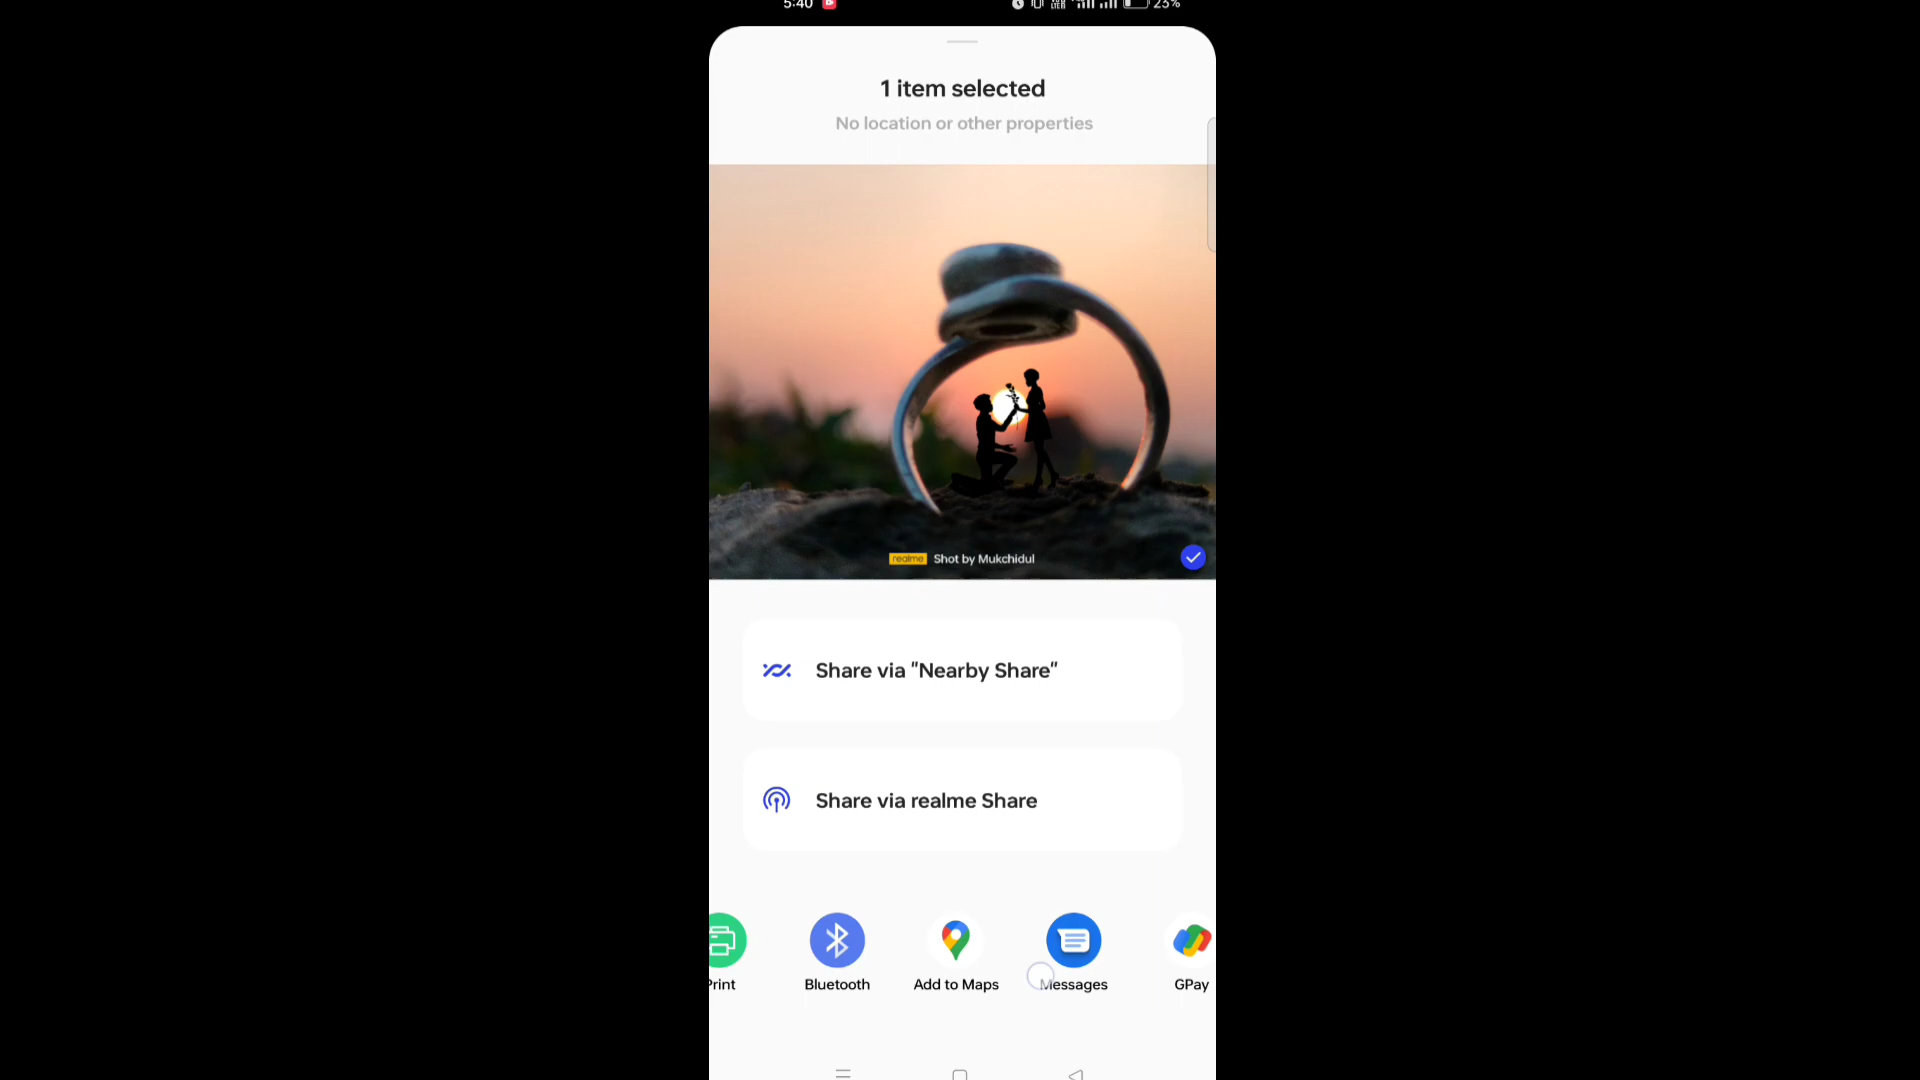 5:40 23%
1 item selected
No location or other properties
realme Shot by Mukchidul
Share via "Nearby Share"
Share via realme Share
Print Bluetooth Add to Maps Messages GPay